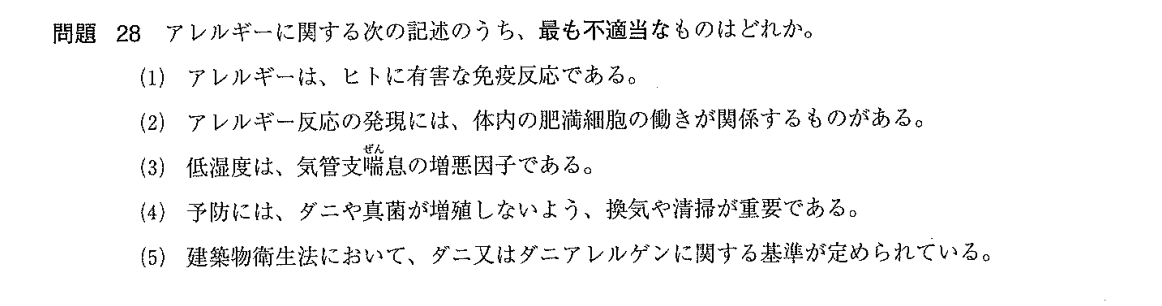 問題 28 アレルギーに関する次の記述のうち、最も不適当なものはどれか。
(1) アレルギーは、ヒトに有害な免疫反応である。
(2) アレルギー反応の発現には、体内の肥満細胞の働きが関係するものがある。
ぜん
(3) 低湿度は、気管支喘息の増悪因子である。
(4) 予防には、ダニや真菌が増殖しないよう、換気や清掃が重要である。
(5) 建築物衛生法において、ダニ又はダニアレルゲンに関する基準が定められている。